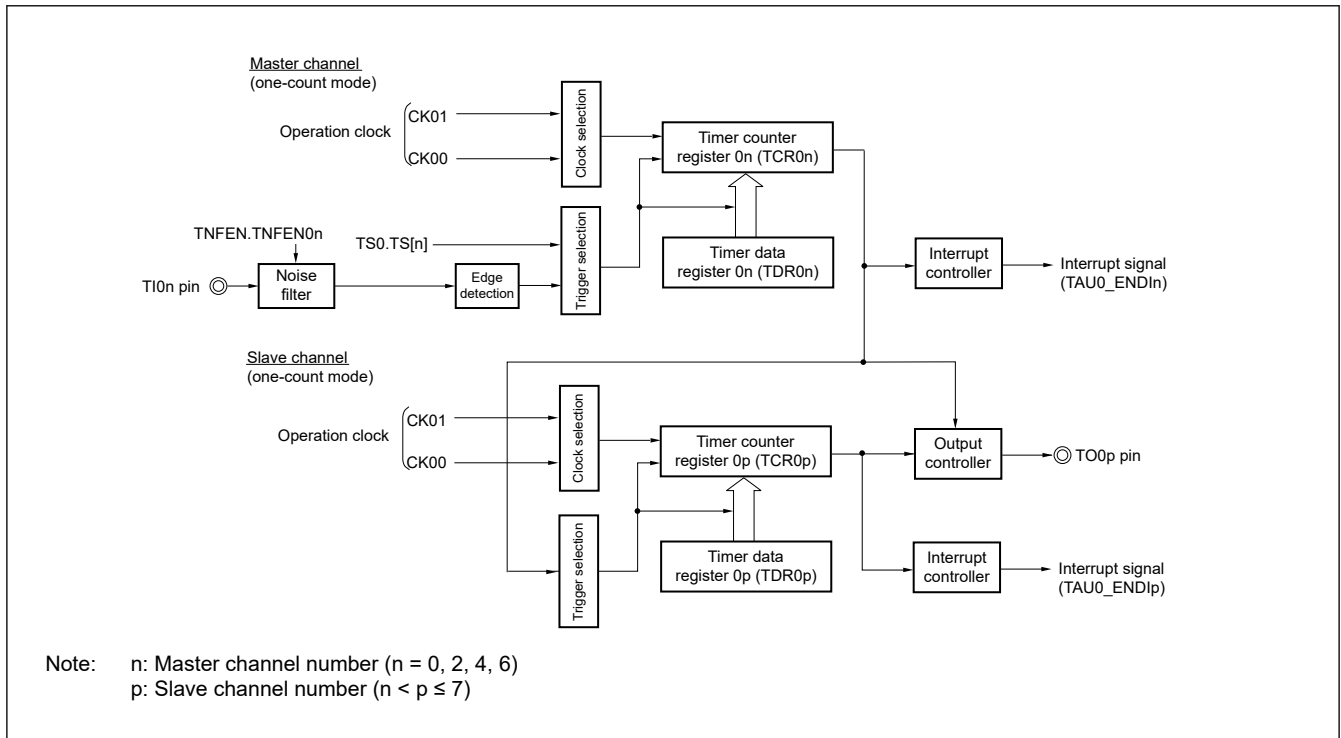 Master channel
(one-count mode)
Operation clock
CK01
CK00
Clock selection
Timer counter
register 0n (TCR0n)
TNFEN.TNFEN0n
TS0.TS[n]
TI0n pin
Noise
filter
Edge
detection
Trigger selection
Timer data
register 0n (TDR0n)
Interrupt
controller
Interrupt signal
(TAU0_ENDIn)
Slave channel
(one-count mode)
Operation clock
CK01
CK00
Clock selection
Timer counter
register 0p (TCR0p)
Output
controller
TO0p pin
Trigger selection
Timer data
register 0p (TDR0p)
Interrupt
controller
Interrupt signal
(TAU0_ENDIp)
Note: n: Master channel number (n = 0, 2, 4, 6)
p: Slave channel number (n < p ≤ 7)